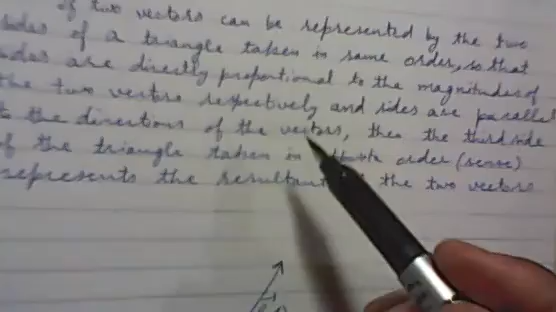 of two vectors can be represented by the two
sides of a triangle taken in same order, so that
sides are directly proportional to the magnitudes of
the two vectors respectively and sides are parallel
to the directions of the vectors, then the third side
of the triangle taken in order (sense)
represents the resultant the two vectors